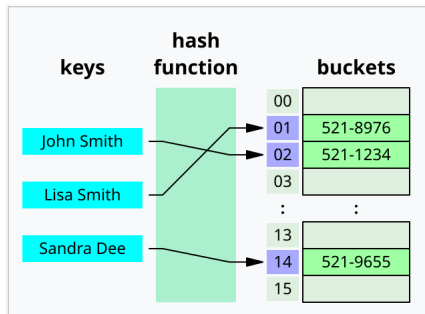 hash
keys function buckets
00
01 521-8976
John Smith
02 521-1234
03
Lisa Smith
: :
13
Sandra Dee
14 521-9655
15